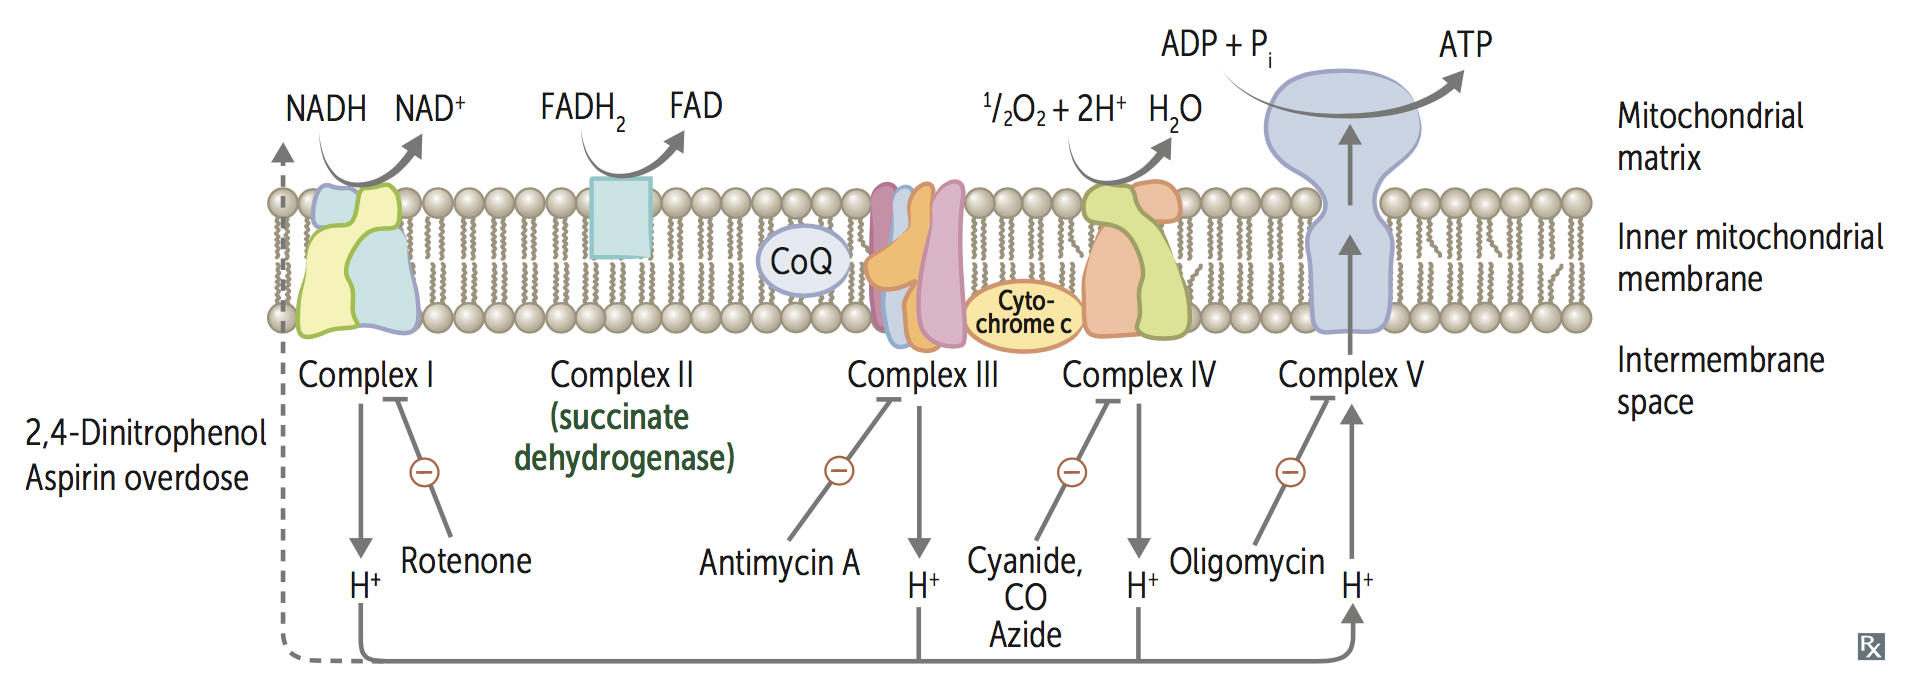 ADP + Pi
ATP
NADH
NAD+
FADH2
FAD
1/2O2 + 2H+
H2O
Mitochondrial
matrix
Inner mitochondrial
membrane
Intermembrane
space
CoQ
Cyto-
chrome c
Complex I
Complex II
(succinate
dehydrogenase)
Complex III
Complex IV
Complex V
2,4-Dinitrophenol
Aspirin overdose
−
−
−
−
Rotenone
Antimycin A
Cyanide,
CO
Azide
Oligomycin
H+
H+
H+
H+
Rx